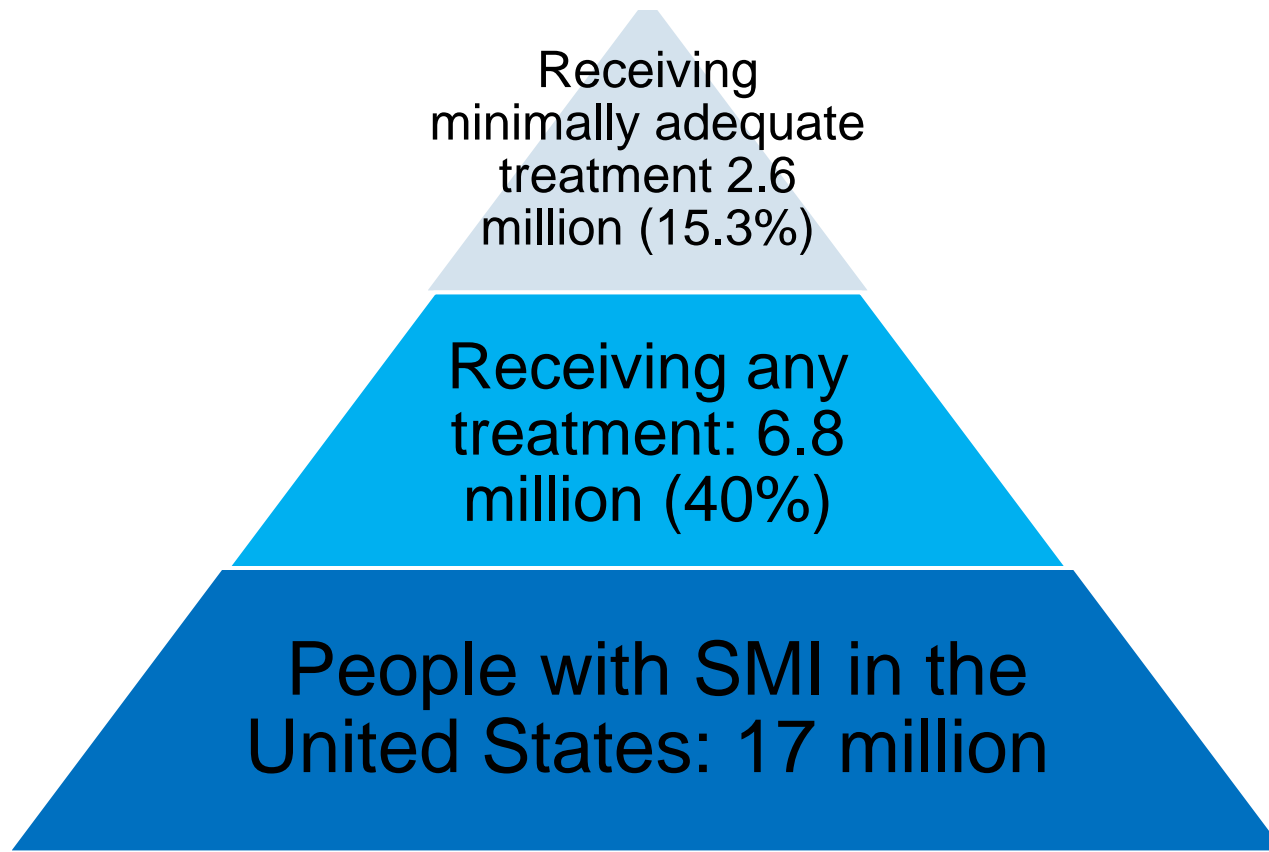 Receiving
minimally adequate
treatment 2.6
million (15.3%)
Receiving any
treatment: 6.8
million (40%)
People with SMI in the
United States: 17 million